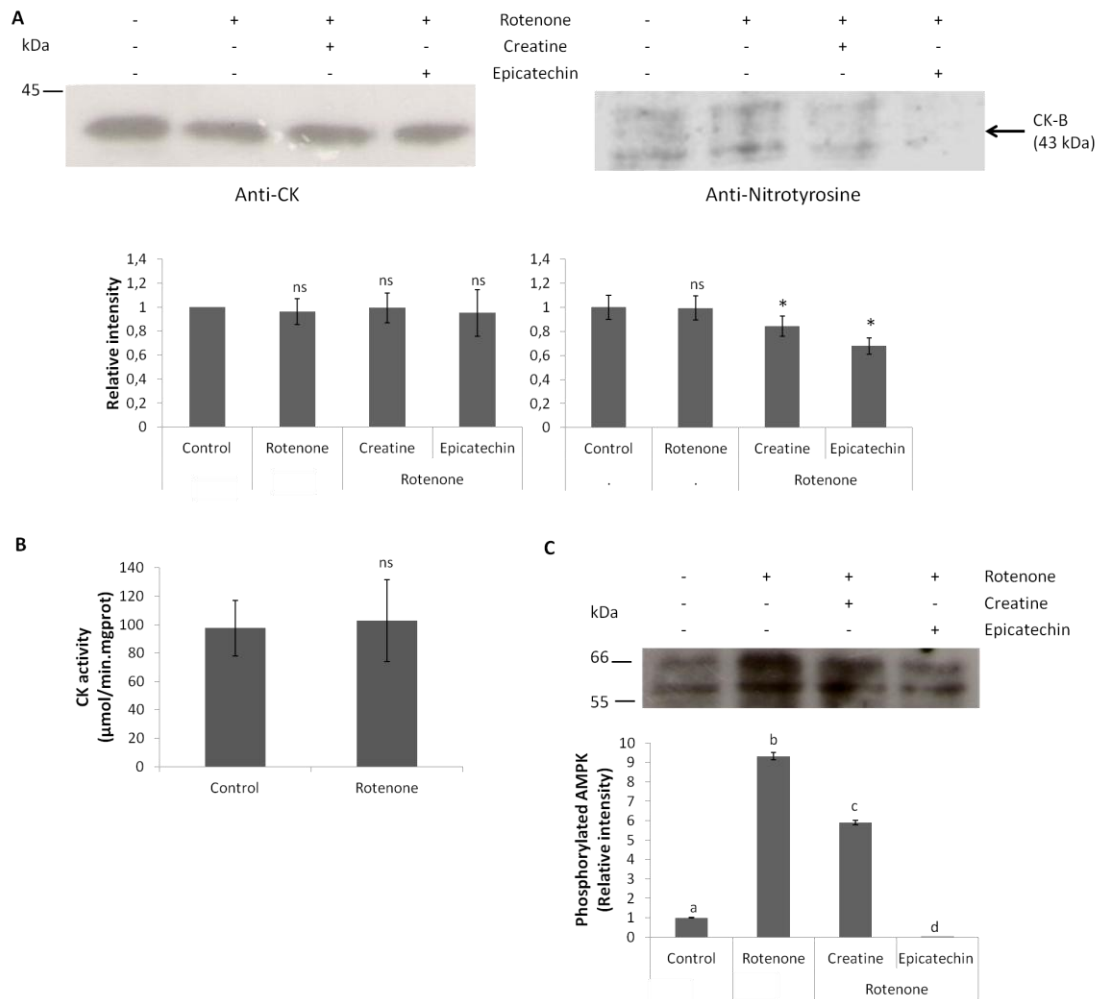 A
- + + + Rotenone - + + +
kDa - - + - Creatine - - + -
- - - + Epicatechin - - - +
45
CK-B
(43 kDa)
Anti-CK Anti-Nitrotyrosine
Relative intensity
1,4
1,2
1
0,8
0,6
0,4
0,2
0
ns ns ns
Control Rotenone Creatine Epicatechin
Rotenone
1,4
1,2
1
0,8
0,6
0,4
0,2
0
ns * *
Control Rotenone Creatine Epicatechin
. . Rotenone
B
CK activity
(µmol/min.mgprot)
140
120
100
80
60
40
20
0
ns
Control Rotenone
C
- + + + Rotenone
kDa - - + - Creatine
- - - + Epicatechin
66
55
Phosphorylated AMPK
(Relative intensity)
10
9
8
7
6
5
4
3
2
1
0
a b c d
Control Rotenone Creatine Epicatechin
Rotenone